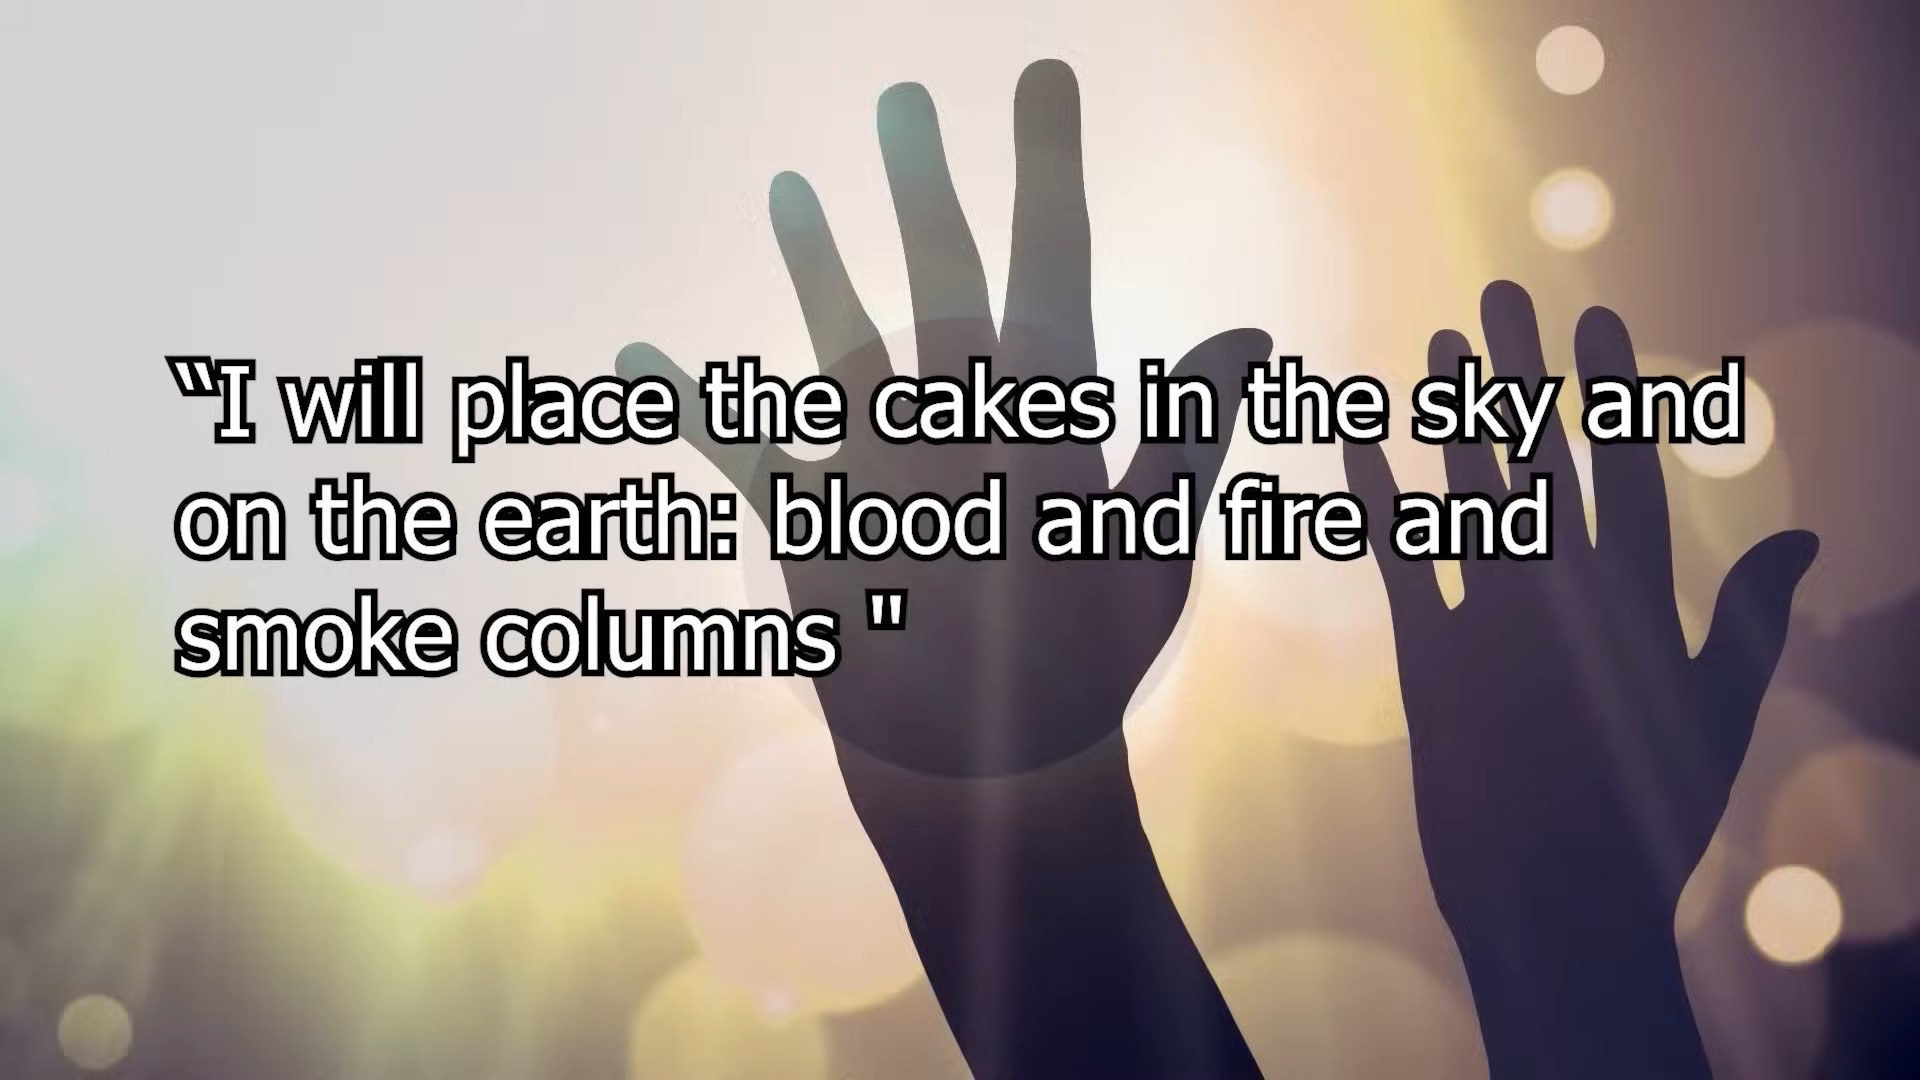 “I will place the cakes in the sky and
on the earth: blood and fire and
smoke columns "